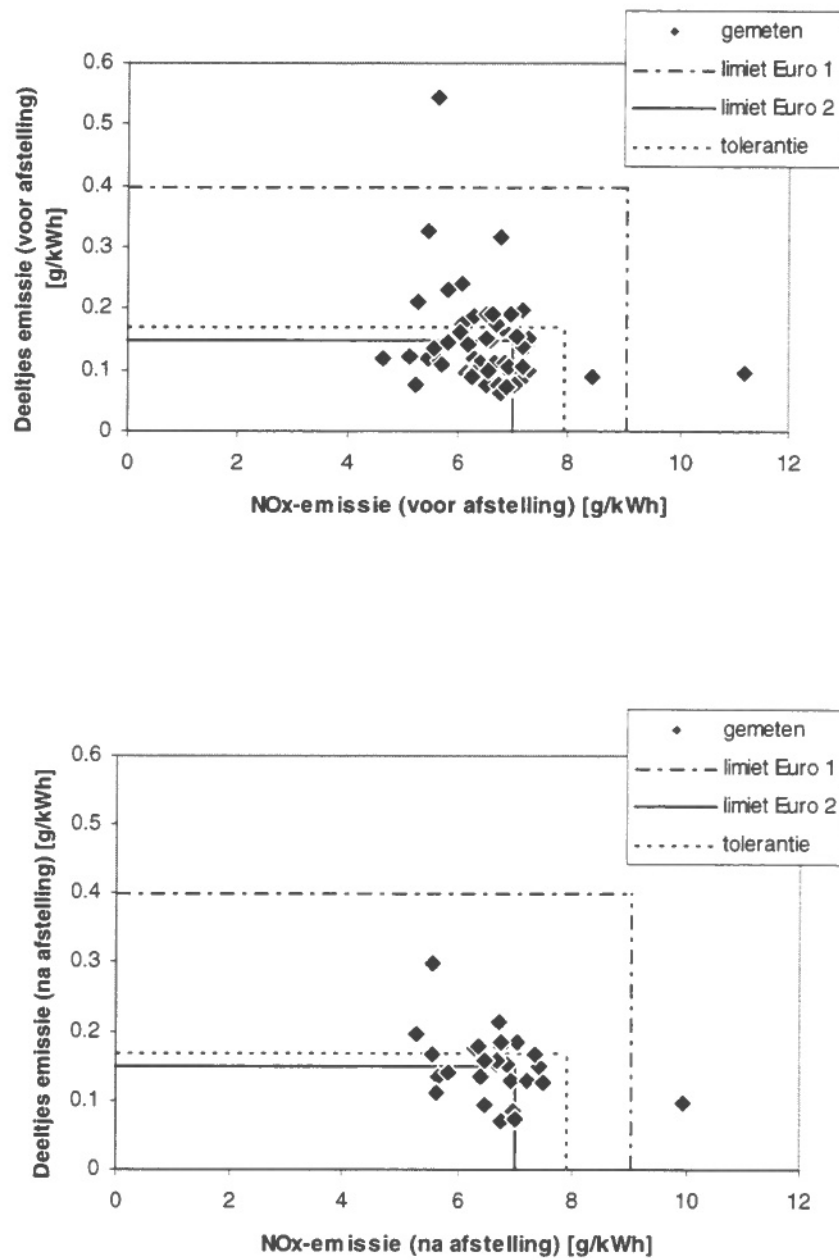 gemeten
limiet Euro 1
limiet Euro 2
tolerantie
0.6
0.5
0.4
0.3
0.2
0.1
0
Deeltjes emissie (voor afstelling)
[g/kWh]
0 2 4 6 8 10 12
NOx-emissie (voor afstelling) [g/kWh]
gemeten
limiet Euro 1
limiet Euro 2
tolerantie
0.6
0.5
0.4
0.3
0.2
0.1
0
Deeltjes emissie (na afstelling) [g/kWh]
0 2 4 6 8 10 12
NOx-emissie (na afstelling) [g/kWh]